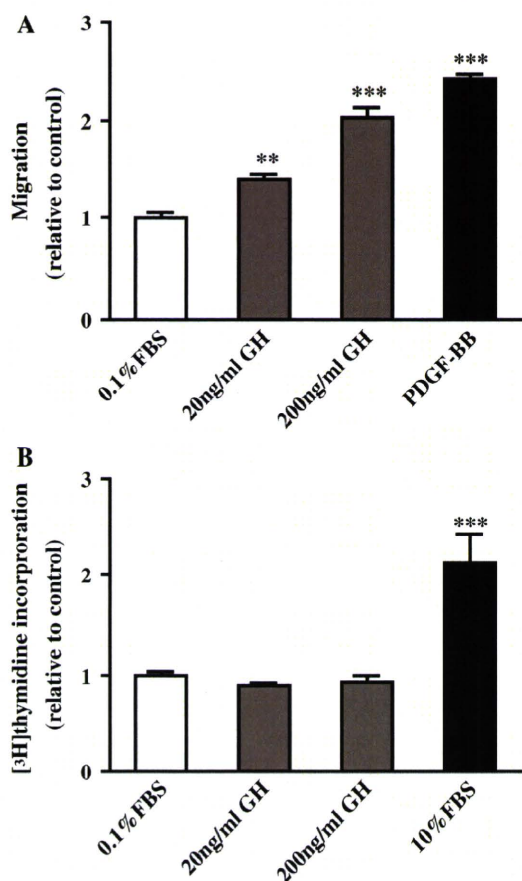 A
Migration
(relative to control)
3
2
1
0
**
***
***
0.1%FBS
20ng/ml GH
200ng/ml GH
PDGF-BB
B
[³H]thymidine incorproration
(relative to control)
3
2
1
0
***
0.1%FBS
20ng/ml GH
200ng/ml GH
10%FBS